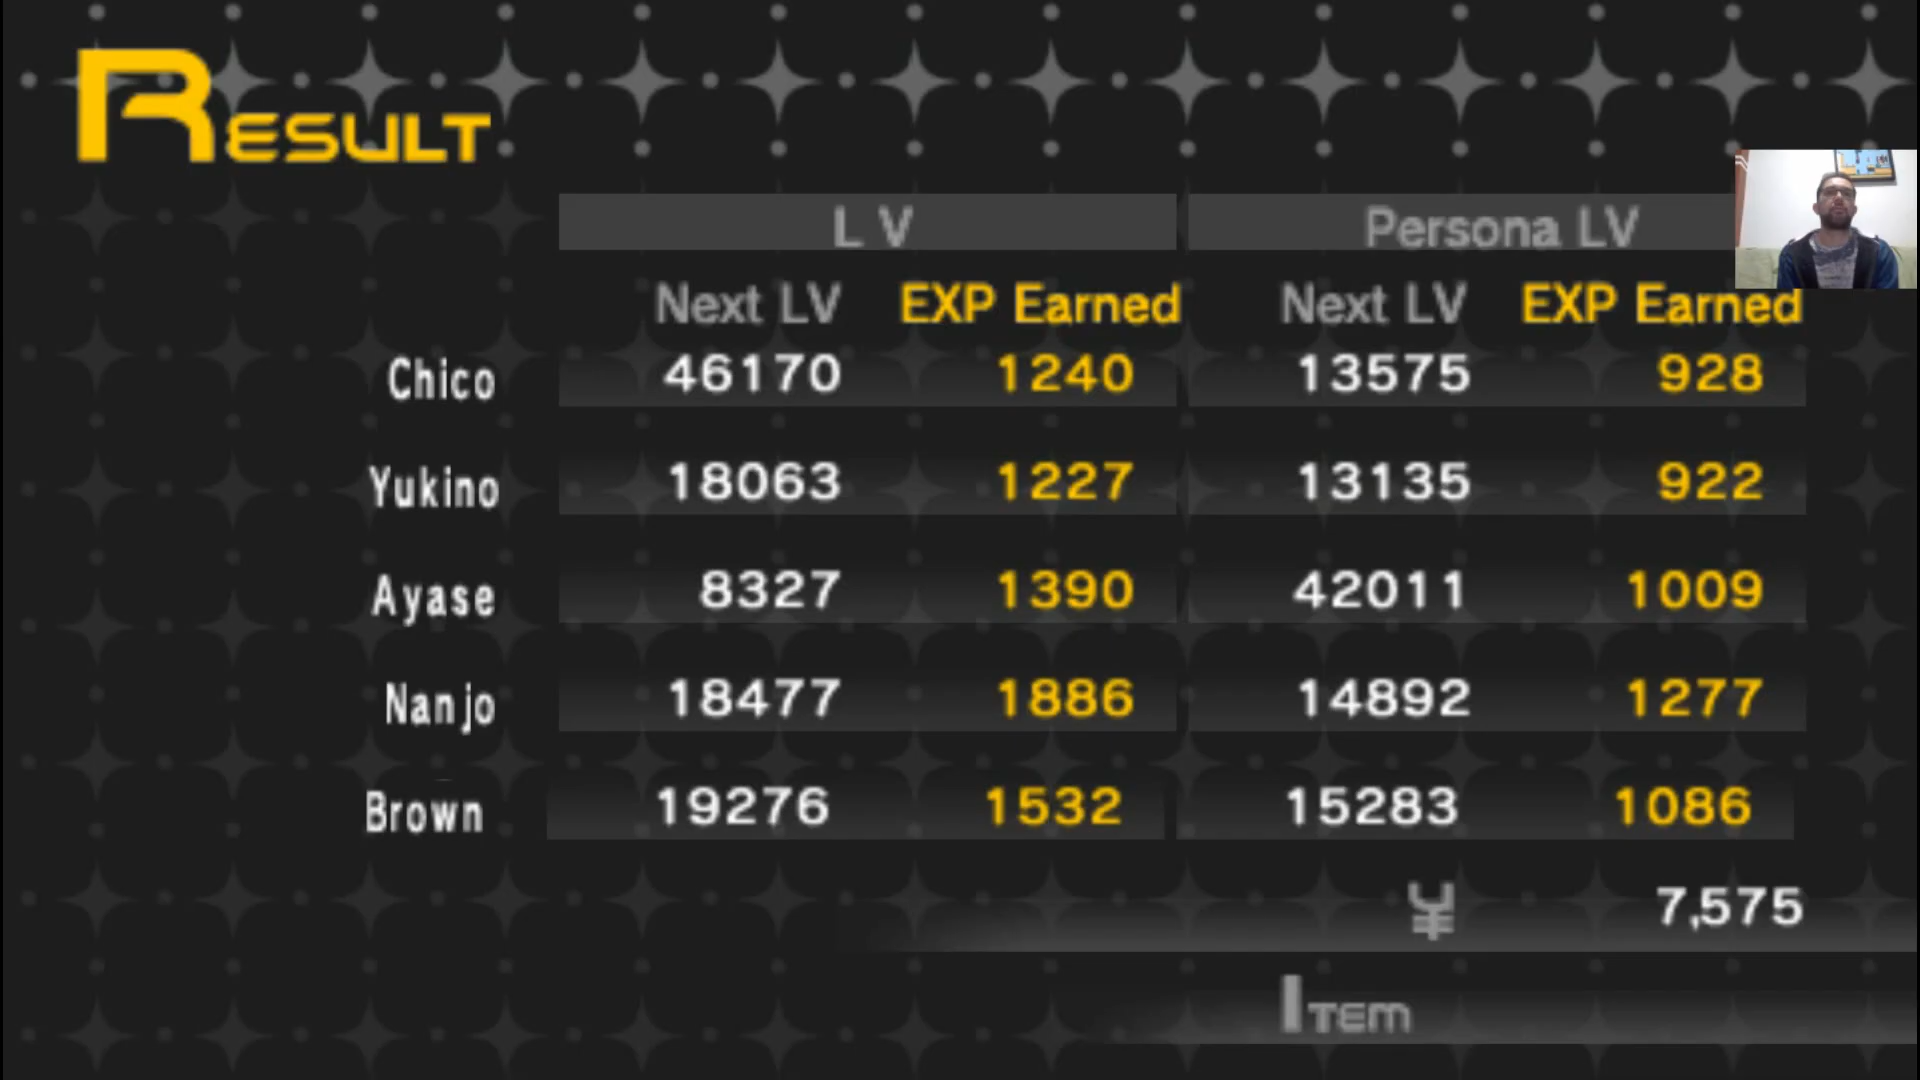 RESULT
LV Persona LV
Next LV EXP Earned Next LV EXP Earned
Chico 46170 1240 13575 928
Yukino 18063 1227 13135 922
Ayase 8327 1390 42011 1009
Nanjo 18477 1886 14892 1277
Brown 19276 1532 15283 1086
¥ 7,575
ITEM